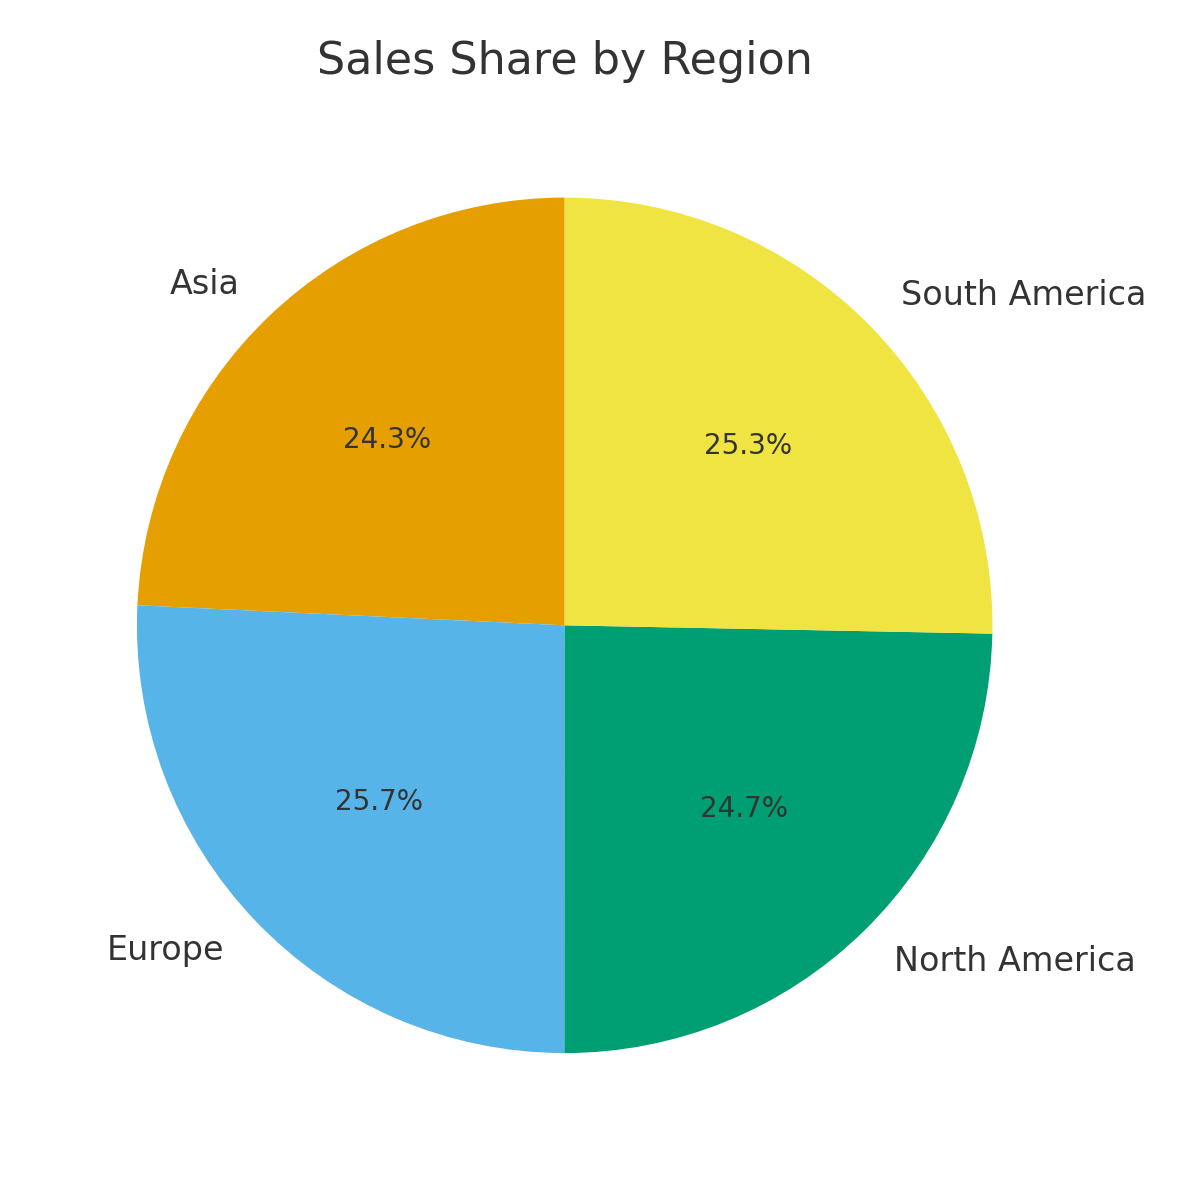 Sales Share by Region
Asia
South America
24.3%
25.3%
25.7%
24.7%
Europe
North America